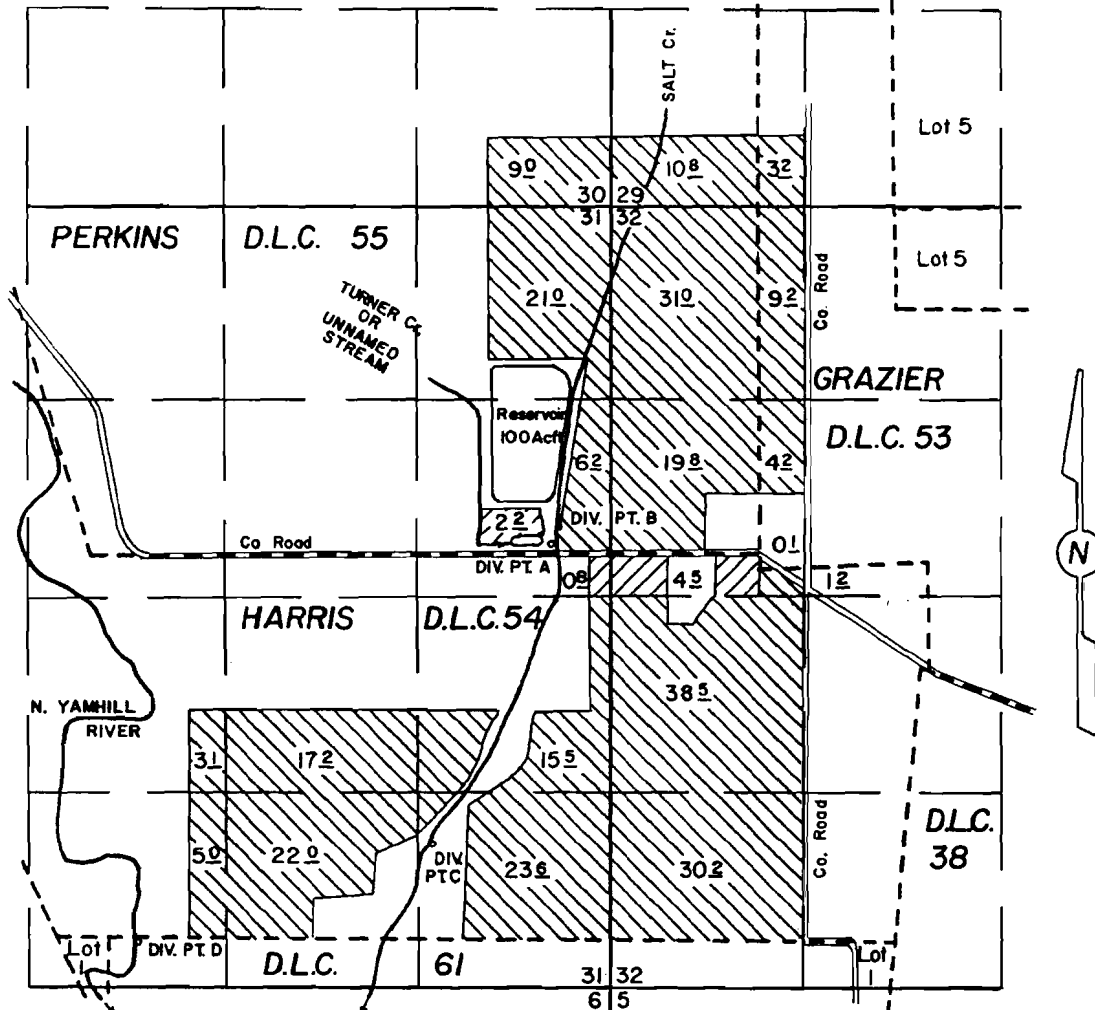 SALT Cr.
Lot 5
9 0
10 8
3 2
30 29
31 32
PERKINS D.L.C. 55
Lot 5
TURNER Cr.
OR
UNNAMED
STREAM
21 0
31 0
9 2
Co. Road
GRAZIER
D.L.C. 53
Reservoir
100 Acft
6 2
19 8
4 2
2 2
DIV. PT. B
Co Road
DIV. PT. A
0 1
N
0 8
4 5
1 2
HARRIS D.L.C. 54
38 5
N. YAMHILL
RIVER
3 1
17 2
15 5
Co. Road
D.L.C.
38
5 0
22 0
DIV.
PT.C
23 6
30 2
Lot
1
DIV. PT. D
D.L.C. 61
Lot
1
31 32
6 5